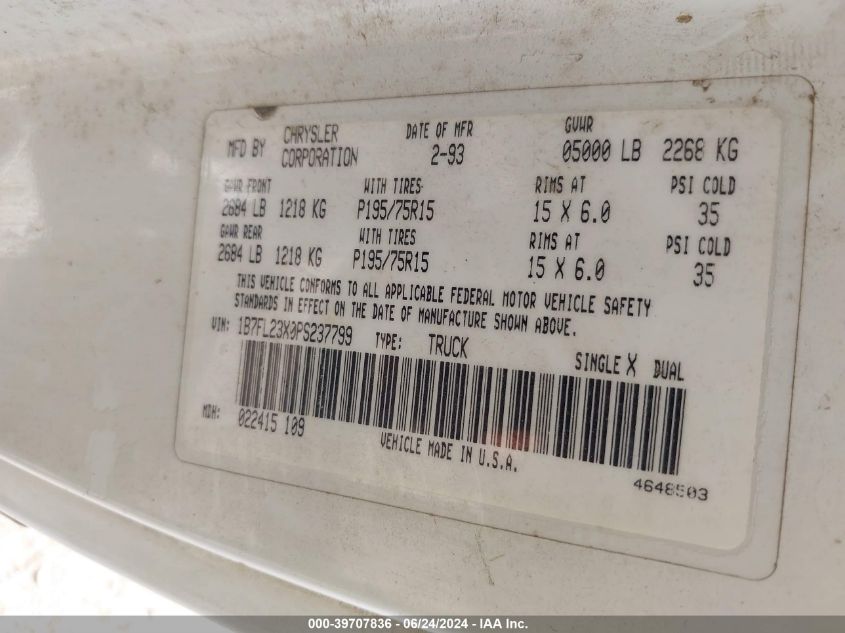 MFD BY CHRYSLER CORPORATION DATE OF MFR 2-93 GVWR 05000 LB 2268 KG
GAWR FRONT WITH TIRES RIMS AT PSI COLD
2684 LB 1218 KG P195/75R15 15 X 6.0 35
GAWR REAR WITH TIRES RIMS AT PSI COLD
2684 LB 1218 KG P195/75R15 15 X 6.0 35
THIS VEHICLE CONFORMS TO ALL APPLICABLE FEDERAL MOTOR VEHICLE SAFETY
STANDARDS IN EFFECT ON THE DATE OF MANUFACTURE SHOWN ABOVE.
VIN: 1B7FL23X0PS237799 TYPE: TRUCK SINGLE X DUAL
MDH: 022415 109
VEHICLE MADE IN U.S.A.
4648503
000-39707836 - 06/24/2024 - IAA Inc.